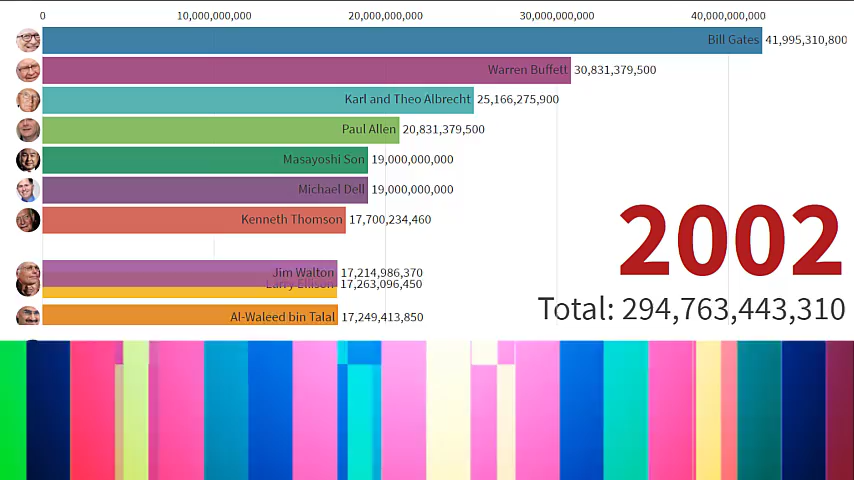 0 10,000,000,000 20,000,000,000 30,000,000,000 40,000,000,000
Bill Gates 41,995,310,800
Warren Buffett 30,831,379,500
Karl and Theo Albrecht 25,166,275,900
Paul Allen 20,831,379,500
Masayoshi Son 19,000,000,000
Michael Dell 19,000,000,000
Kenneth Thomson 17,700,234,460
Jim Walton 17,214,986,370
Larry Ellison 17,263,096,450
Al-Waleed bin Talal 17,249,413,850
2002
Total: 294,763,443,310